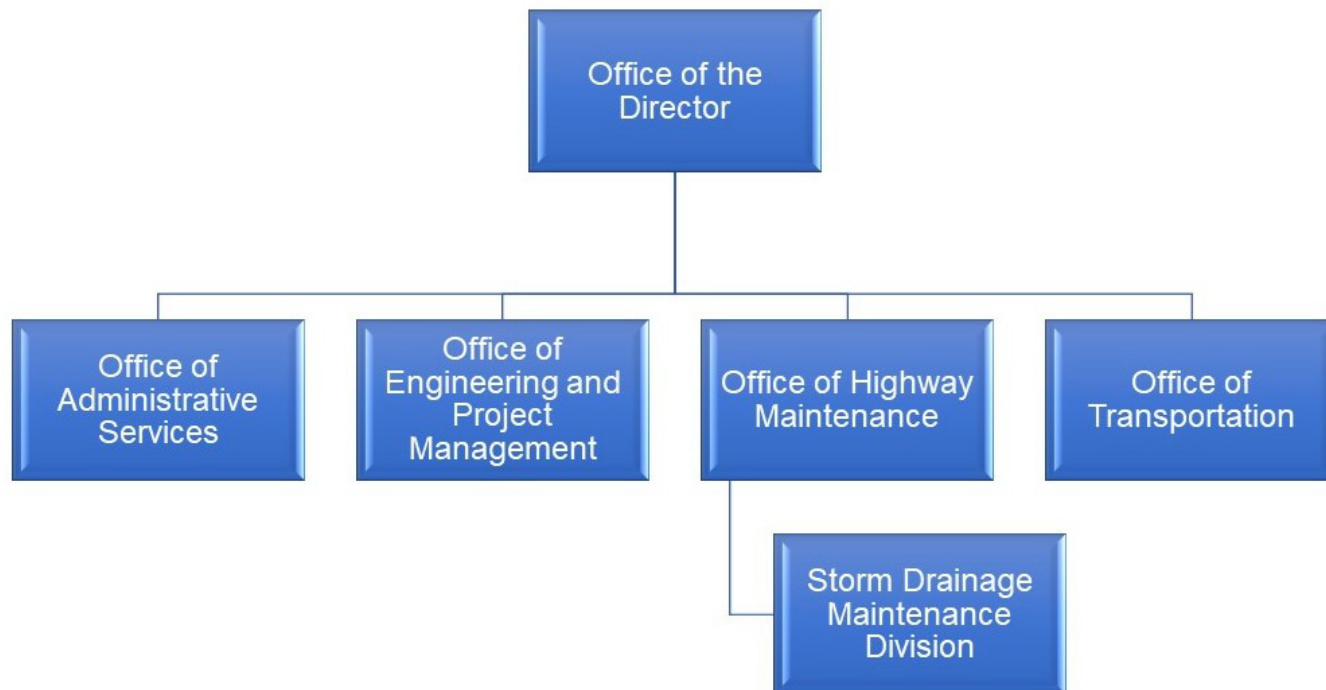 Office of the
Director
Office of
Administrative
Services
Office of
Engineering and
Project
Management
Office of Highway
Maintenance
Office of
Transportation
Storm Drainage
Maintenance
Division